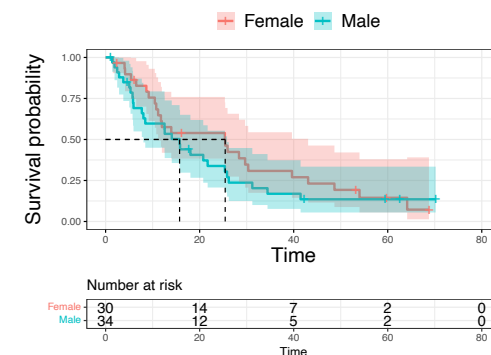 Female Male
Survival probability
1.00
0.75
0.50
0.25
0.00
0 20 40 60 80
Time
Number at risk
Female 30 14 7 2 0
Male 34 12 5 2 0
0 20 40 60 80
Time